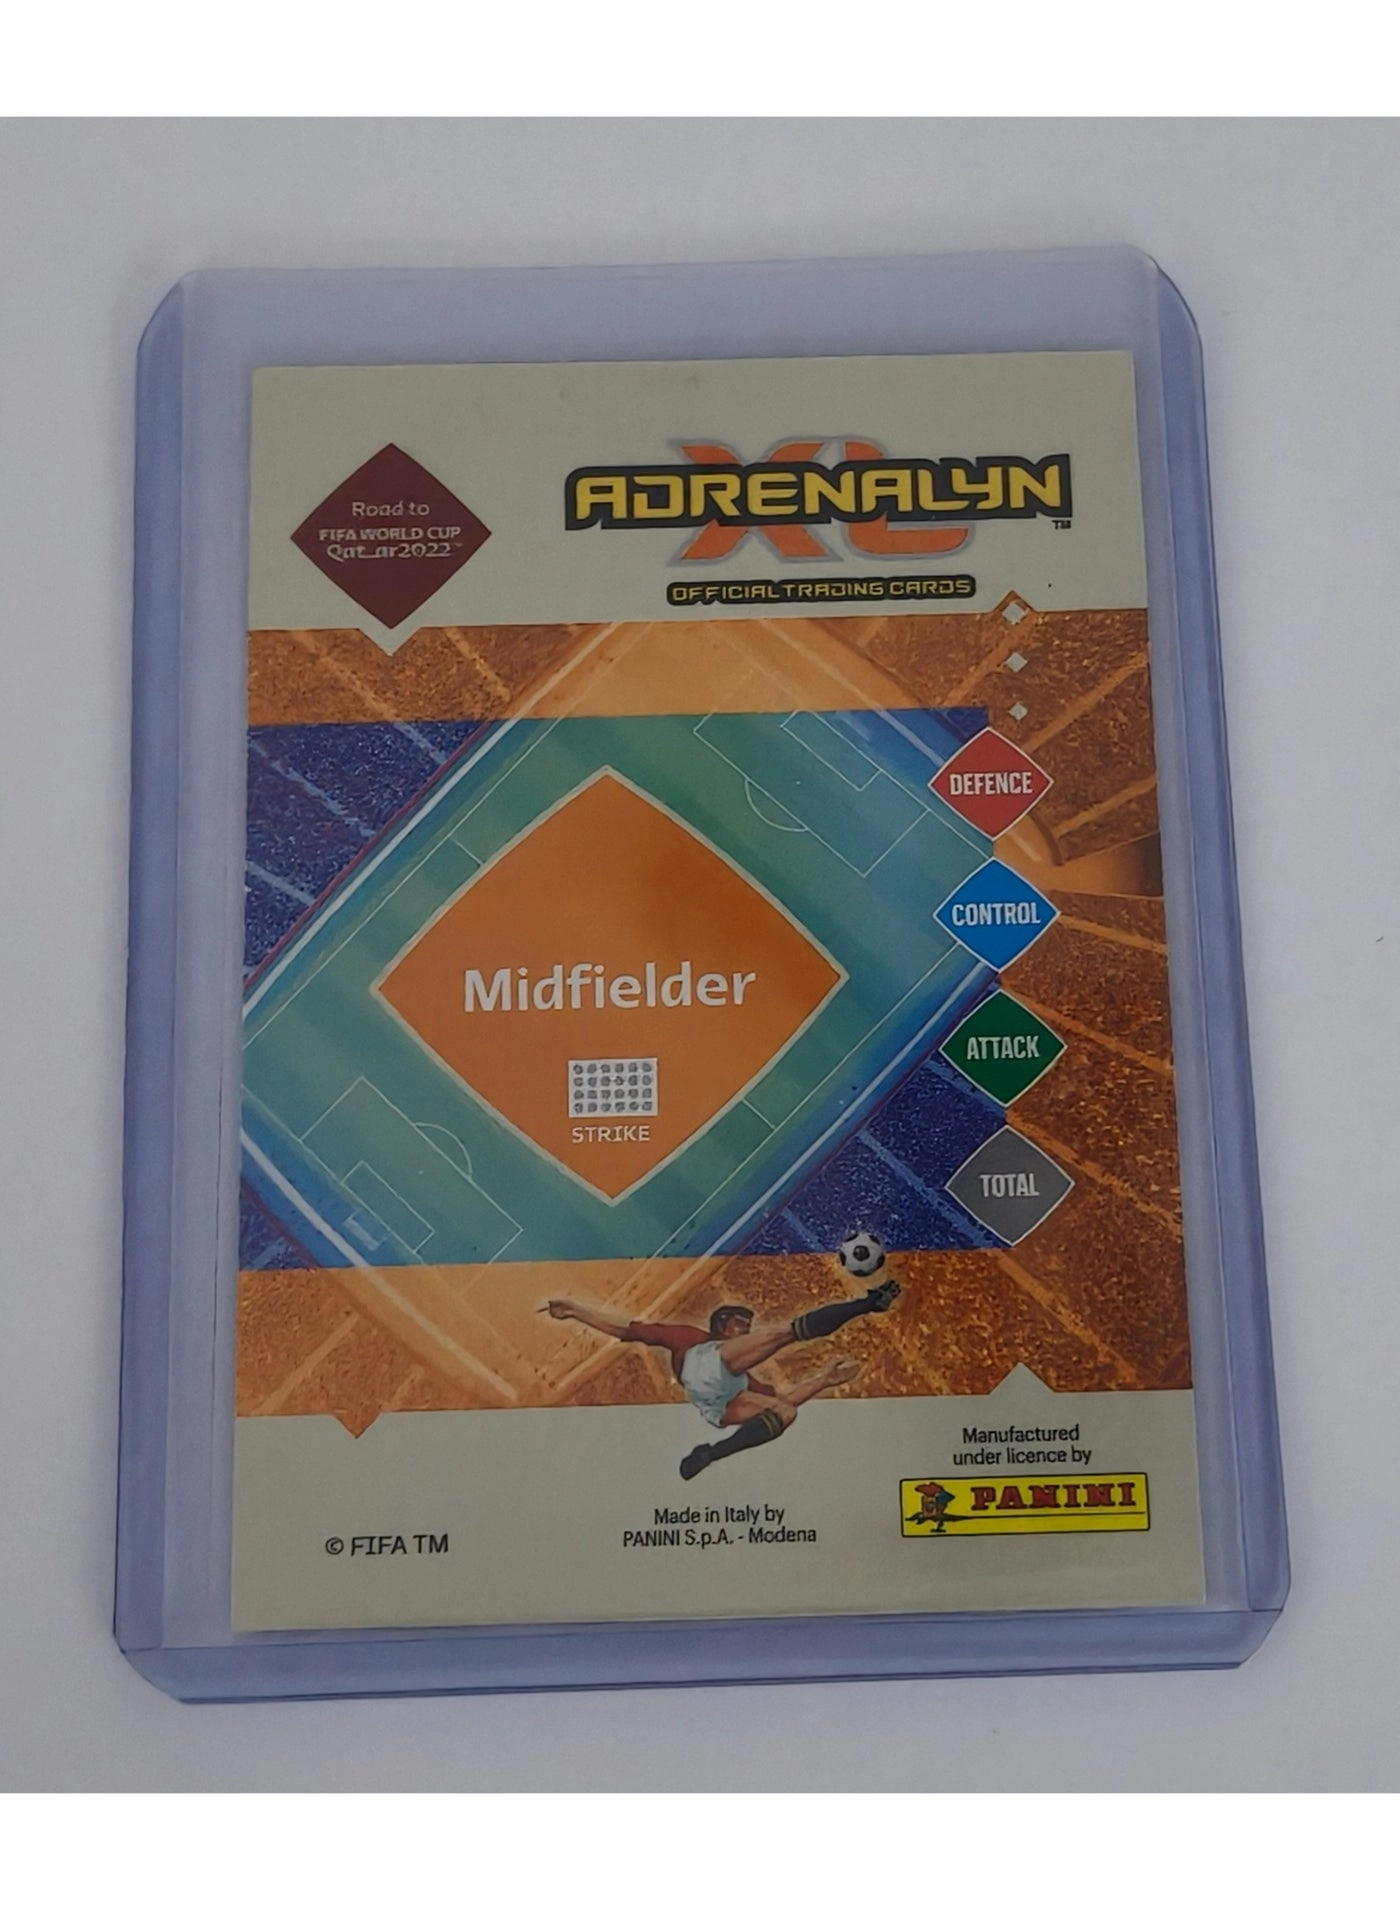 Road to
FIFA WORLD CUP
Qatar2022™
ADRENALYN
XL
™
OFFICIAL TRADING CARDS
DEFENCE
CONTROL
Midfielder
ATTACK
STRIKE
TOTAL
Manufactured
under licence by
PANINI
Made in Italy by
PANINI S.p.A. - Modena
© FIFA TM